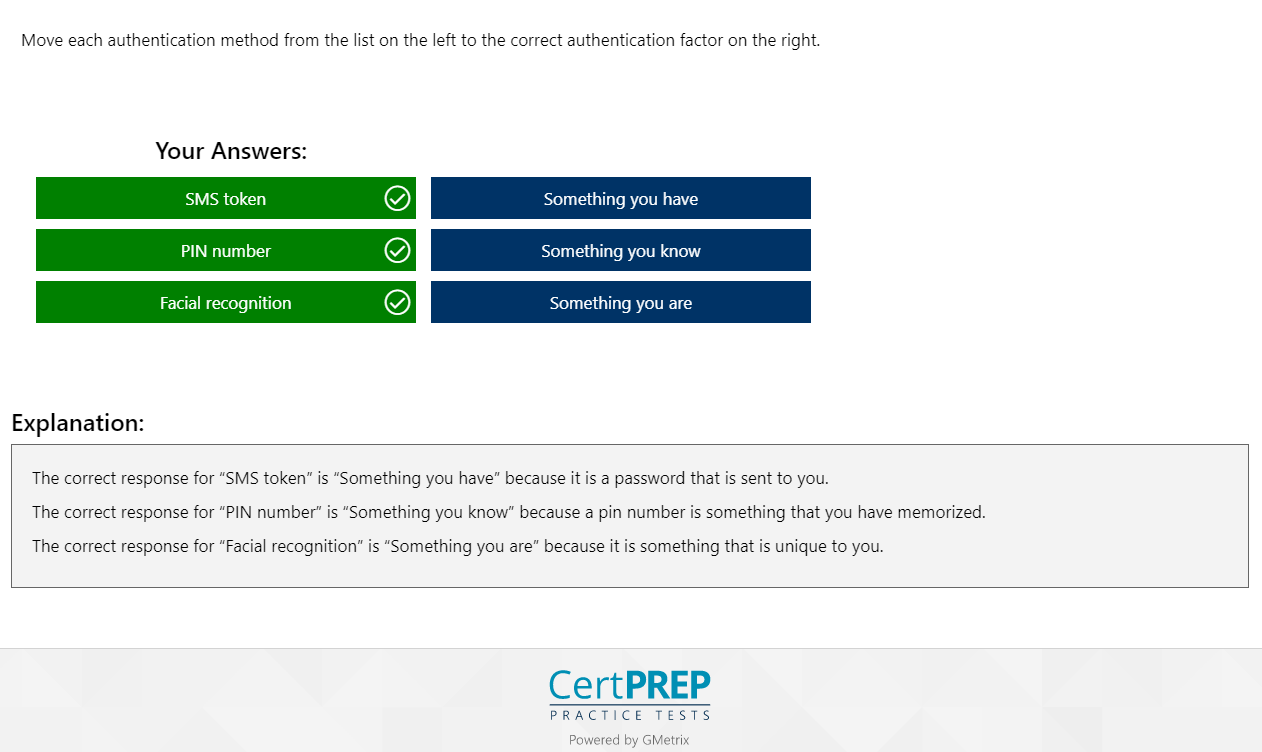 Move each authentication method from the list on the left to the correct authentication factor on the right.
Your Answers:
SMS token
Something you have
PIN number
Something you know
Facial recognition
Something you are
Explanation:
The correct response for “SMS token” is “Something you have” because it is a password that is sent to you.
The correct response for “PIN number” is “Something you know” because a pin number is something that you have memorized.
The correct response for “Facial recognition” is “Something you are” because it is something that is unique to you.
CertPREP
PRACTICE TESTS
Powered by GMetrix